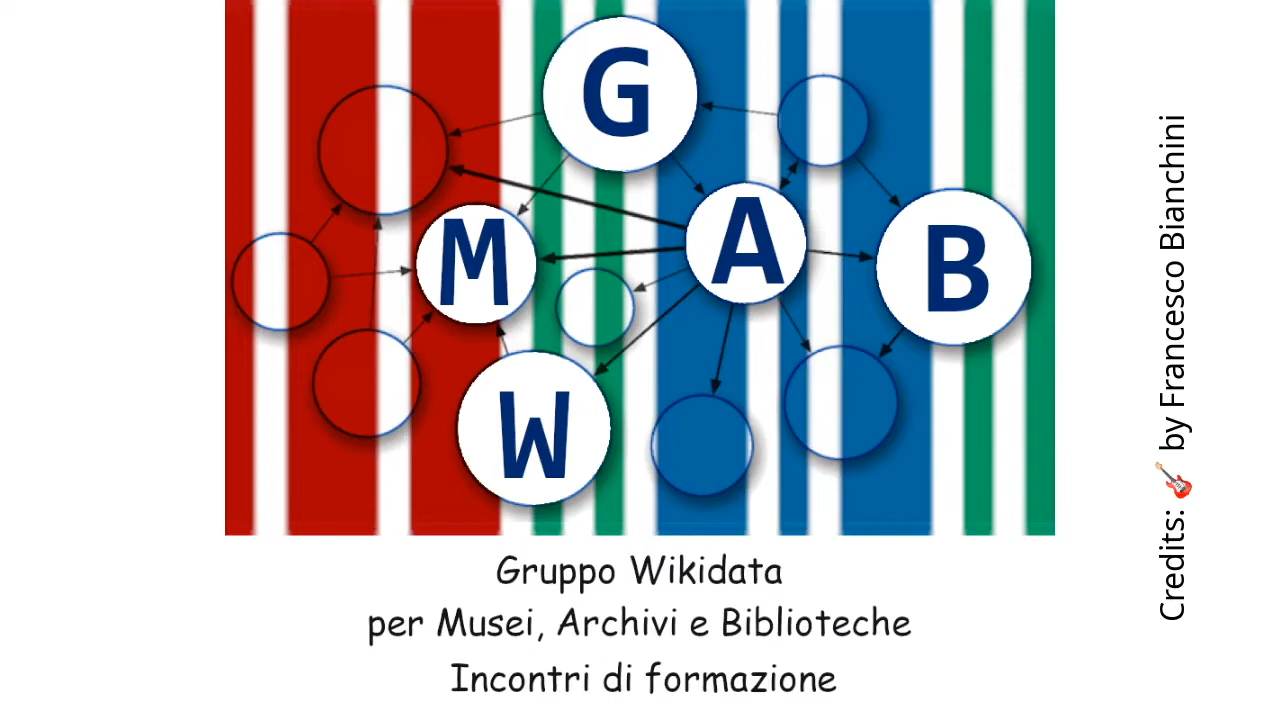 G
M
A
B
W
Gruppo Wikidata
per Musei, Archivi e Biblioteche
Incontri di formazione
Credits: 🎸 by Francesco Bianchini